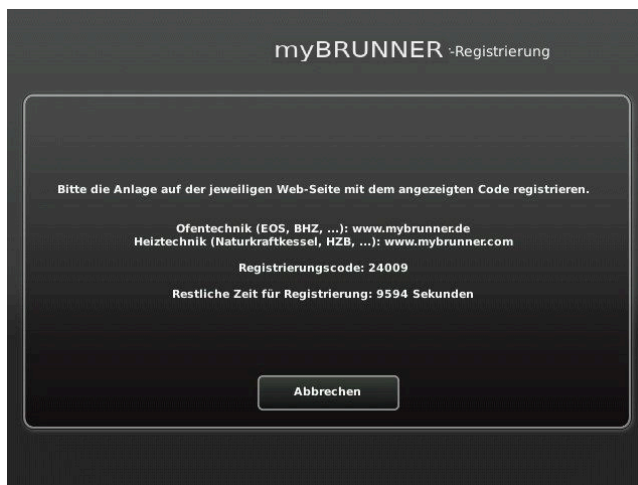 myBRUNNER -Registrierung
Bitte die Anlage auf der jeweiligen Web-Seite mit dem angezeigten Code registrieren.
Ofentechnik (EOS, BHZ, ...): www.mybrunner.de
Heiztechnik (Naturkraftkessel, HZB, ...): www.mybrunner.com
Registrierungscode: 24009
Restliche Zeit für Registrierung: 9594 Sekunden
Abbrechen